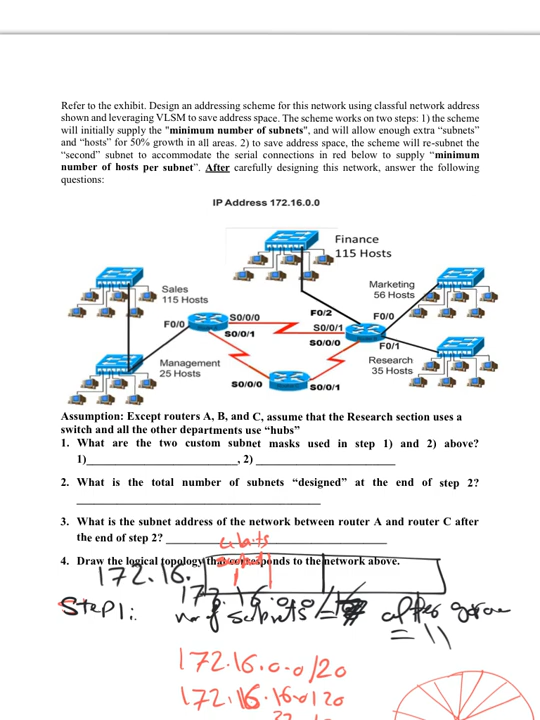 Refer to the exhibit. Design an addressing scheme for this network using classful network address
shown and leveraging VLSM to save address space. The scheme works on two steps: 1) the scheme
will initially supply the "minimum number of subnets", and will allow enough extra “subnets”
and “hosts” for 50% growth in all areas. 2) to save address space, the scheme will re-subnet the
“second” subnet to accommodate the serial connections in red below to supply “minimum
number of hosts per subnet”. After carefully designing this network, answer the following
questions:
IP Address 172.16.0.0
Finance
115 Hosts
Sales
115 Hosts
Marketing
56 Hosts
F0/0
S0/0/0
S0/0/1
F0/2
S0/0/1
S0/0/0
F0/0
F0/1
Management
25 Hosts
Research
35 Hosts
S0/0/0
S0/0/1
Assumption: Except routers A, B, and C, assume that the Research section uses a
switch and all the other departments use “hubs”
1. What are the two custom subnet masks used in step 1) and 2) above?
1)________________________, 2) ______________________
2. What is the total number of subnets “designed” at the end of step 2?
3. What is the subnet address of the network between router A and router C after
the end of step 2?
4 bits
4. Draw the logical topology that corresponds to the network above.
172.16.
172.16.0.0/16
Step1: nr of subnets = after grow
= 11
172.16.0.0/20
172.16.16.0/20